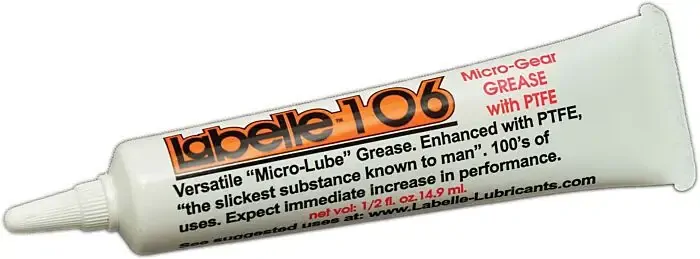 Labelle™106
Micro-Gear
GREASE
with PTFE
Versatile "Micro-Lube" Grease. Enhanced with PTFE,
"the slickest substance known to man". 100's of
uses. Expect immediate increase in performance.
net vol: 1/2 fl. oz. 14.9 ml.
See suggested uses at: www.Labelle-Lubricants.com